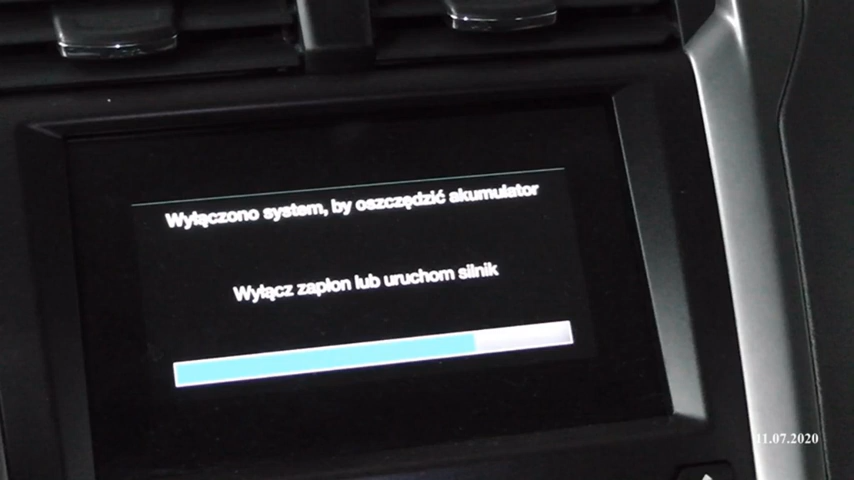 Wyłączono system, by oszczędzić akumulator
Wyłącz zapłon lub uruchom silnik
11.07.2020